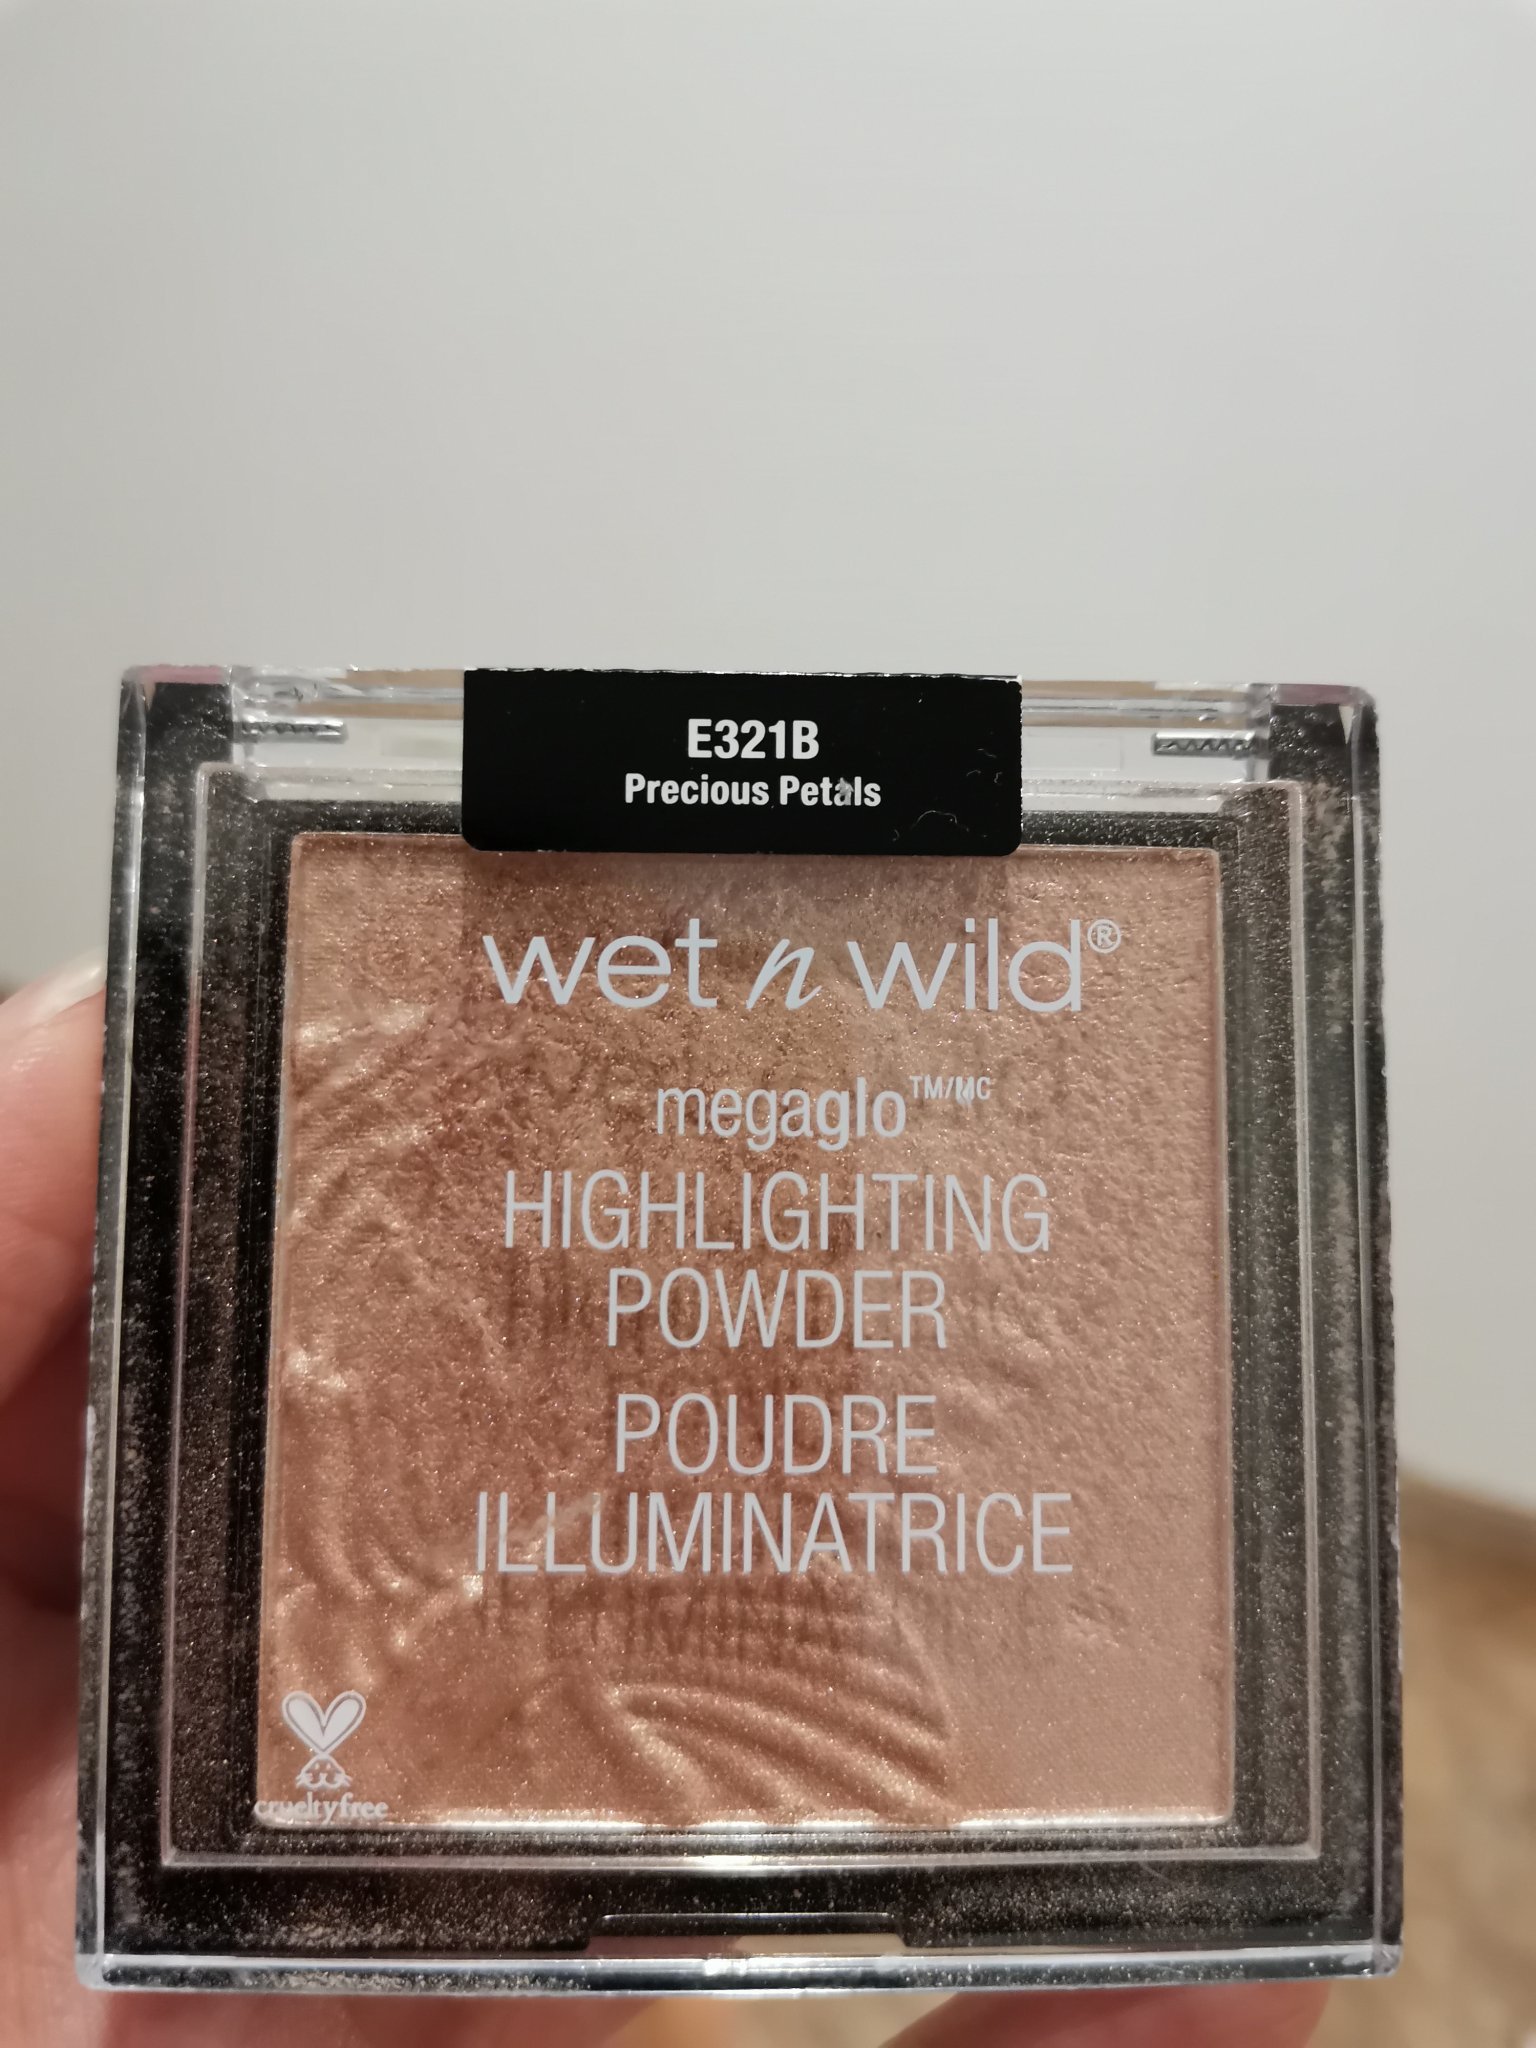 E321B
Precious Petals
wet n wild®
megaglo™/MC
HIGHLIGHTING
POWDER
POUDRE
ILLUMINATRICE
crueltyfree